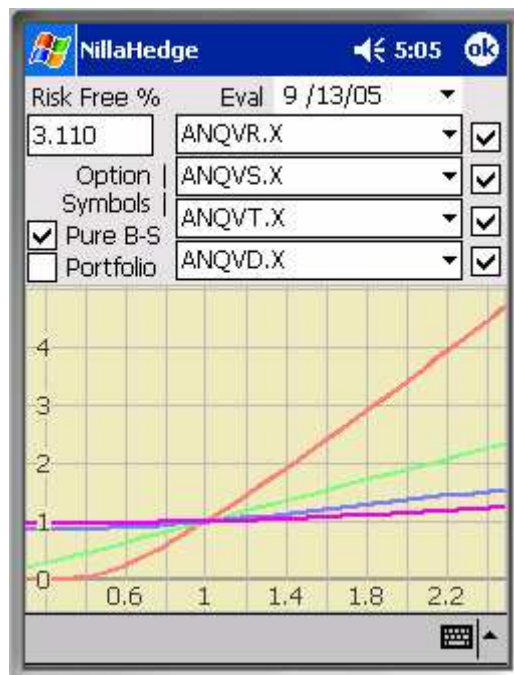 NillaHedge 5:05 ok
Risk Free % Eval 9 /13/05
3.110 ANQVR.X
Option | ANQVS.X
Symbols |
Pure B-S ANQVT.X
Portfolio ANQVD.X
4
3
2
1
0
0.6 1 1.4 1.8 2.2